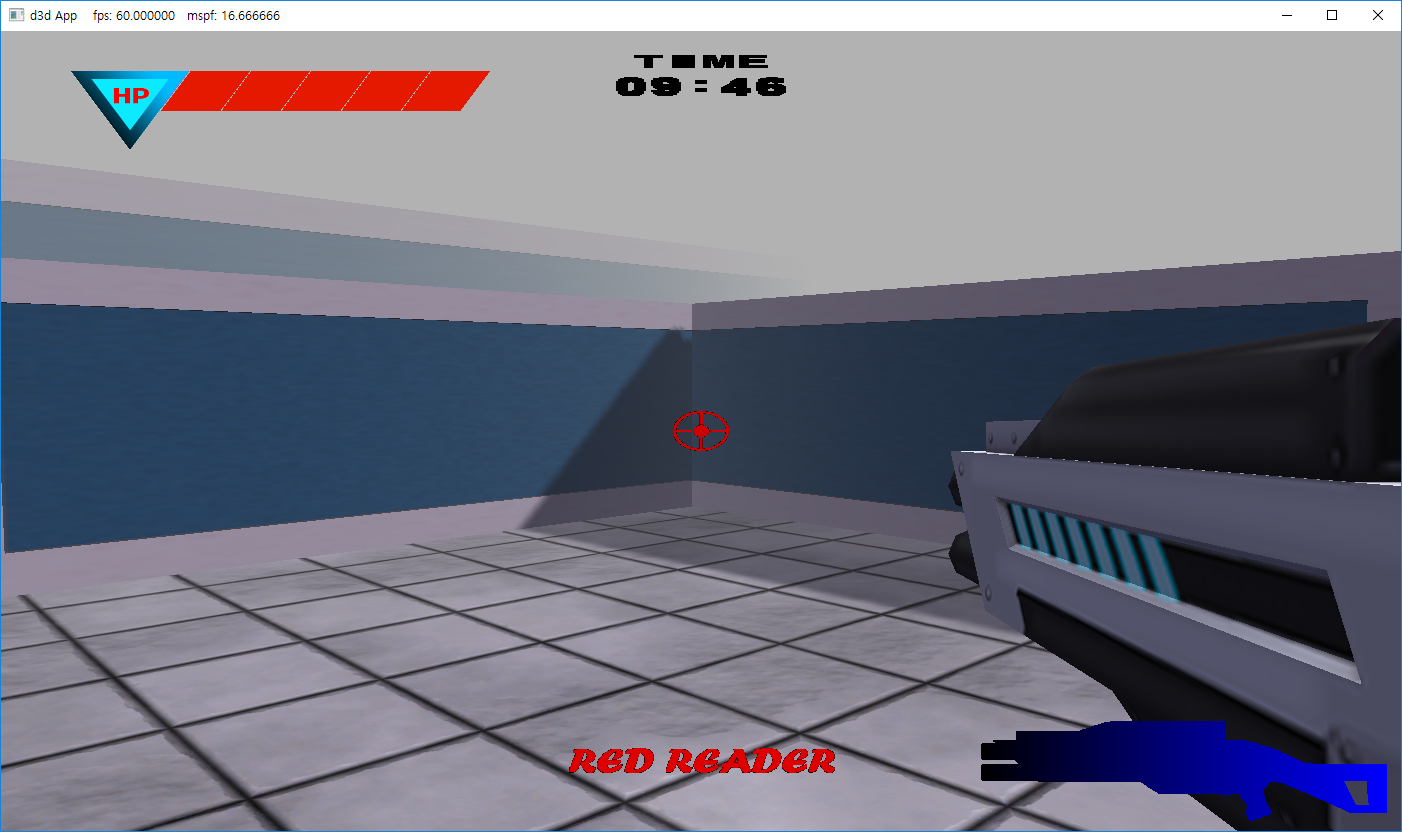 d3d App fps: 60.000000 mspf: 16.666666
TIME
09:46
HP
RED READER